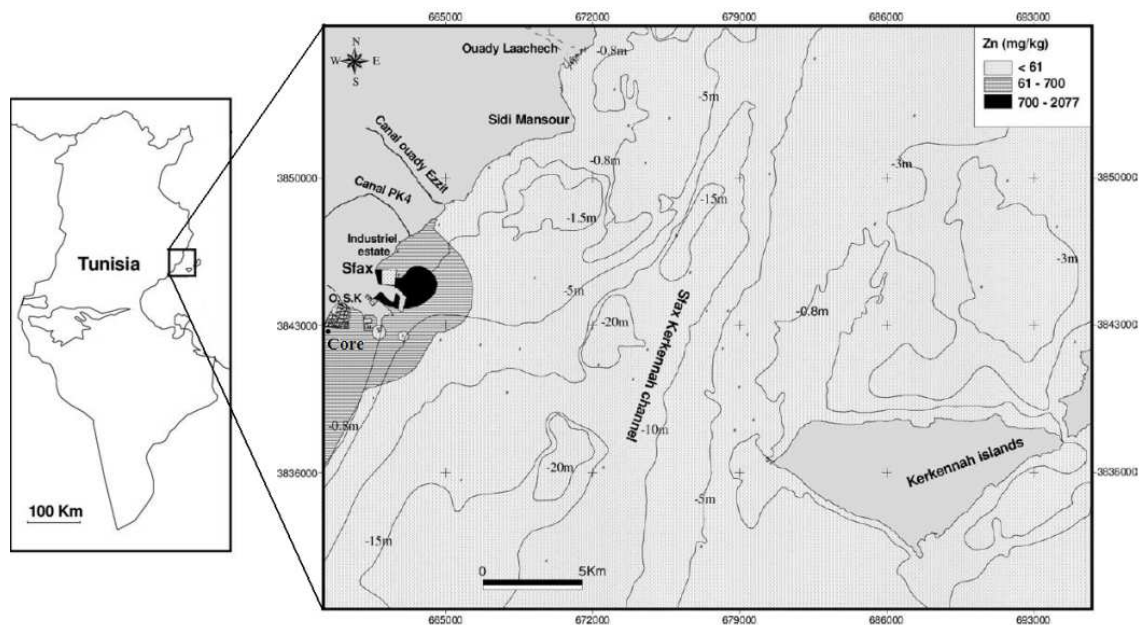 Tunisia
100 Km
665000 672000 679000 686000 693000
N
W E
S
Ouady Laachech
-0.8m
Zn (mg/kg)
< 61
61 - 700
700 - 2077
-5m
Sidi Mansour
Canal ouady Ezzit
-0.8m
-3m
3850000
3850000
Canal PK4
-15m
-1.5m
Industriel
estate
-3m
Sfax
-5m
O.S.K
-20m
-0.8m
3843000
3843000
Core
Sfax Kerkennah channel
-0.8m
-10m
-20m
Kerkennah islands
3836000
3836000
-5m
-15m
0 5Km
665000 672000 679000 686000 693000